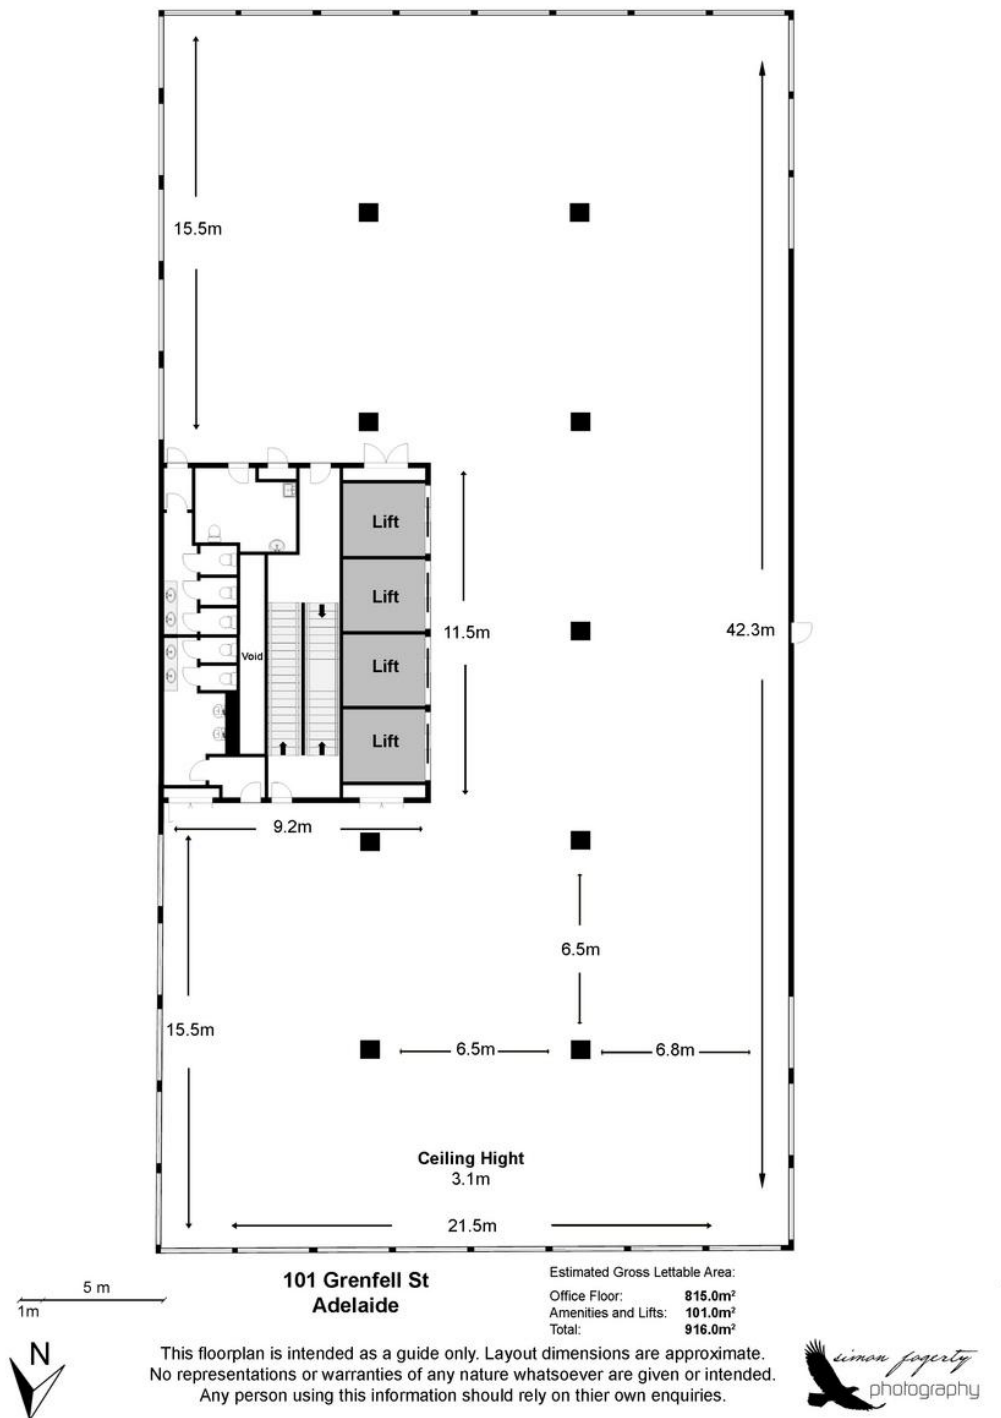 15.5m
Lift
11.5m
Lift
42.3m
Void
Lift
Lift
9.2m
6.5m
15.5m
6.5m
6.8m
Ceiling Hight
3.1m
21.5m
5 m
1m
101 Grenfell St
Adelaide
Estimated Gross Lettable Area:
Office Floor: 815.0m²
Amenities and Lifts: 101.0m²
Total: 916.0m²
N
This floorplan is intended as a guide only. Layout dimensions are approximate.
No representations or warranties of any nature whatsoever are given or intended.
Any person using this information should rely on thier own enquiries.
simon fogerty
photography